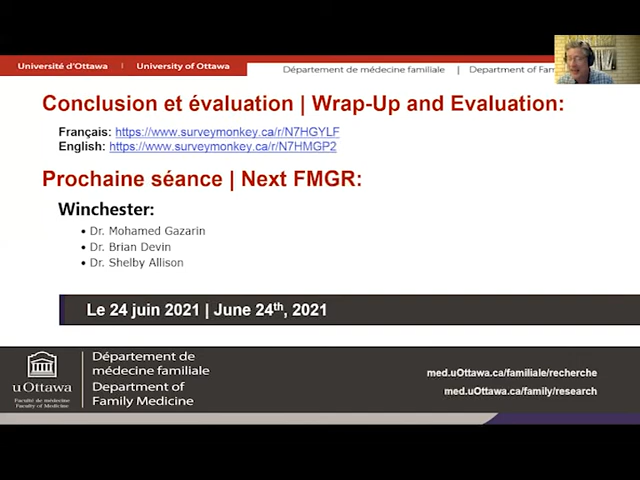 Université d'Ottawa | University of Ottawa
Département de médecine familiale | Department of Fam
Conclusion et évaluation | Wrap-Up and Evaluation:
Français: https://www.surveymonkey.ca/r/N7HGYLF
English: https://www.surveymonkey.ca/r/N7HMGP2
Prochaine séance | Next FMGR:
Winchester:
• Dr. Mohamed Gazarin
• Dr. Brian Devin
• Dr. Shelby Allison
Le 24 juin 2021 | June 24th, 2021
uOttawa
Faculté de médecine
Faculty of Medicine
Département de
médecine familiale
Department of
Family Medicine
med.uOttawa.ca/familiale/recherche
med.uOttawa.ca/family/research